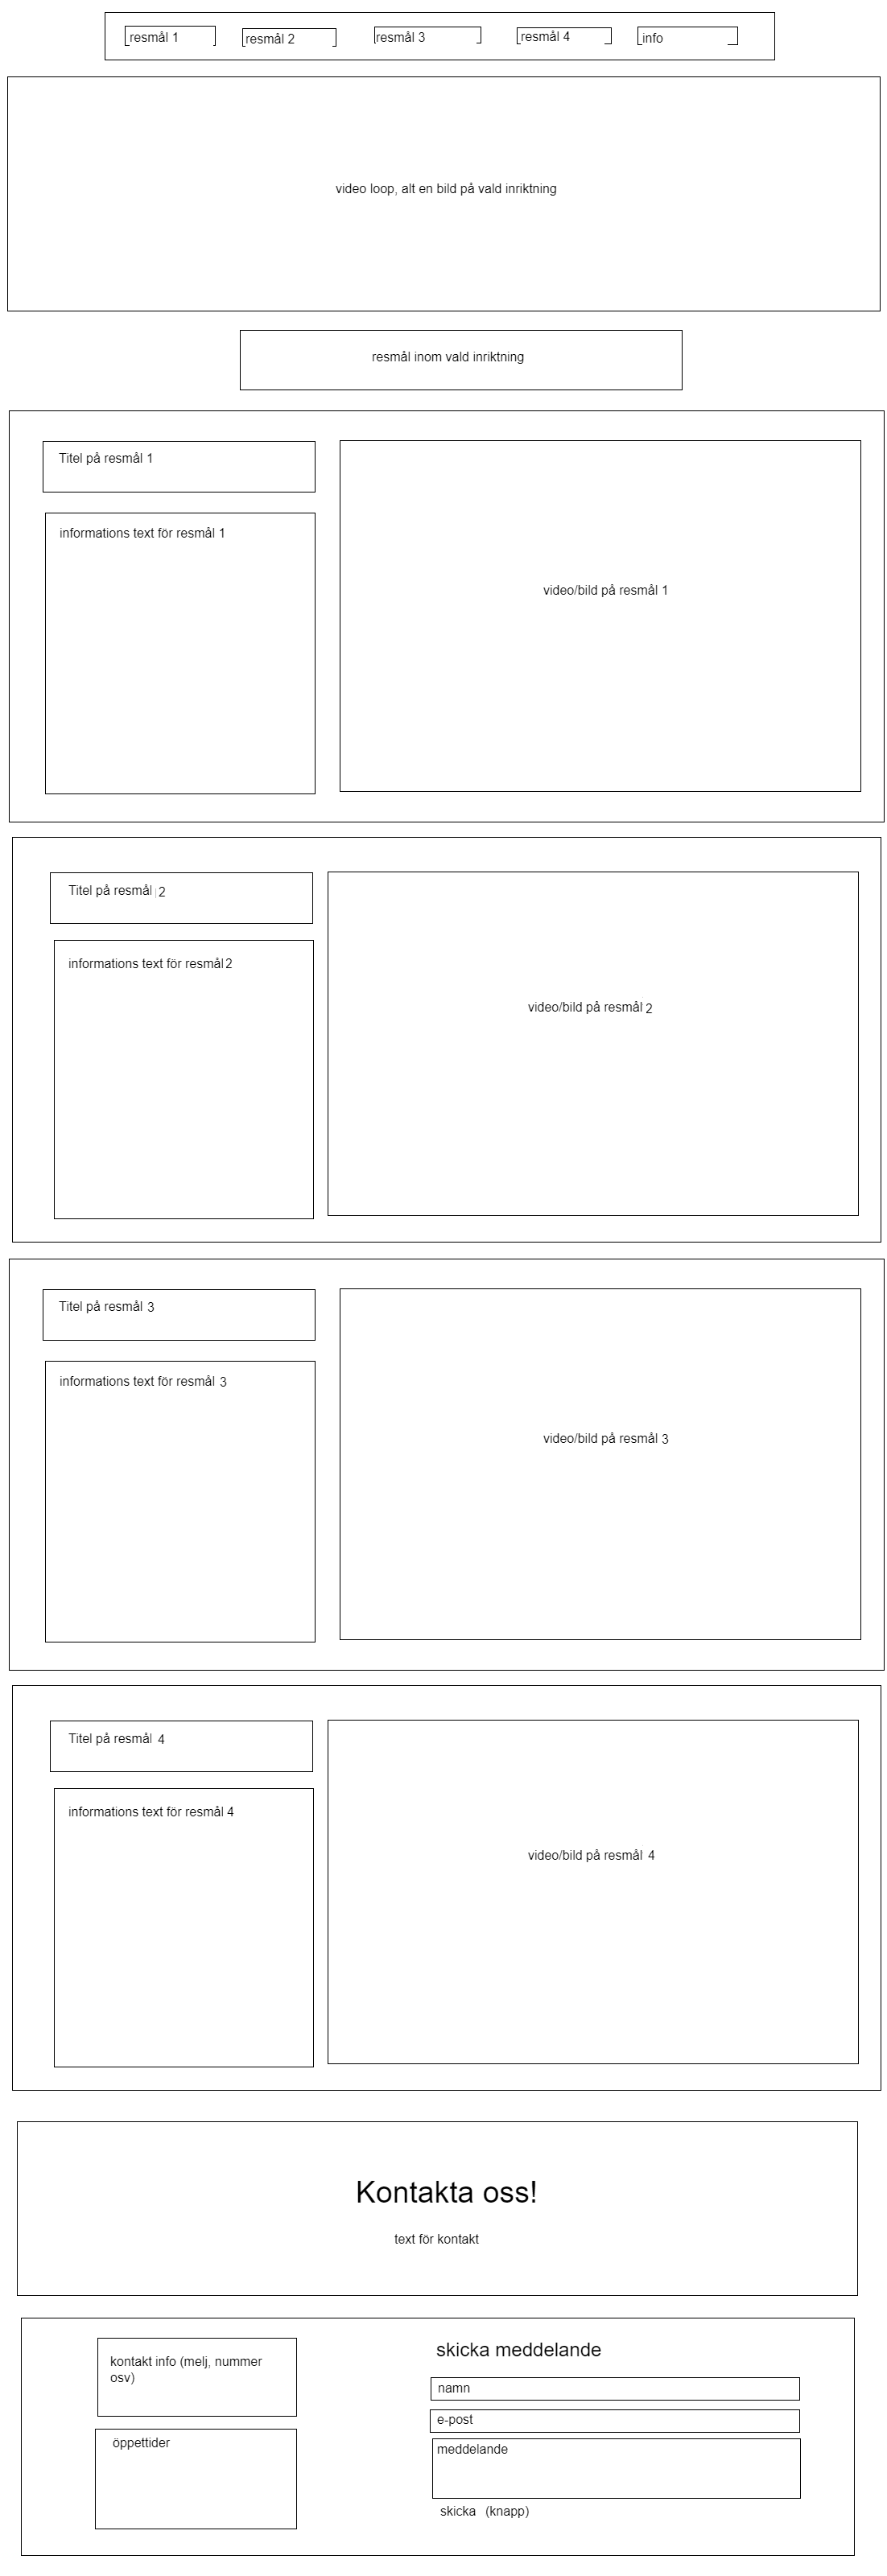 resmål 1
resmål 2
resmål 3
resmål 4
info
video loop, alt en bild på vald inriktning
resmål inom vald inriktning
Titel på resmål 1
informations text för resmål 1
video/bild på resmål 1
Titel på resmål 2
informations text för resmål 2
video/bild på resmål 2
Titel på resmål 3
informations text för resmål 3
video/bild på resmål 3
Titel på resmål 4
informations text för resmål 4
video/bild på resmål 4
Kontakta oss!
text för kontakt
kontakt info (melj, nummer
osv)
öppettider
skicka meddelande
namn
e-post
meddelande
skicka (knapp)